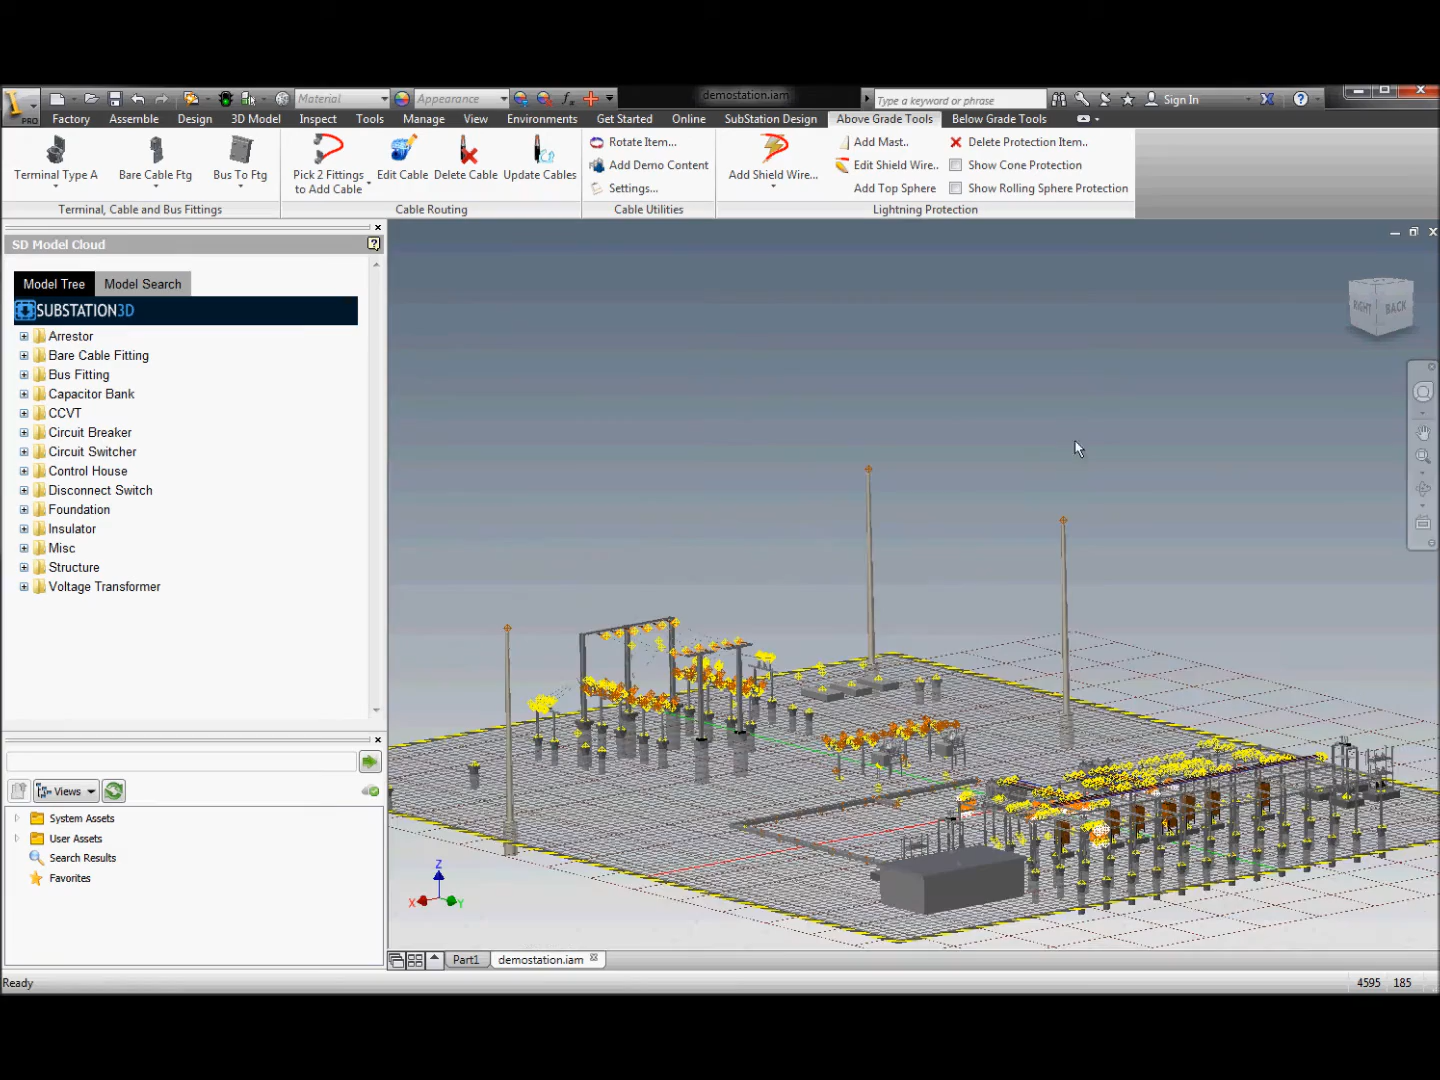 Material
Appearance
demostation.iam
Type a keyword or phrase
Sign In
PRO
Factory
Assemble
Design
3D Model
Inspect
Tools
Manage
View
Environments
Get Started
Online
SubStation Design
Above Grade Tools
Below Grade Tools
Terminal Type A
Bare Cable Ftg
Bus To Ftg
Terminal, Cable and Bus Fittings
Pick 2 Fittings
to Add Cable
Edit Cable
Delete Cable
Update Cables
Cable Routing
Rotate Item...
Add Demo Content
Settings...
Cable Utilities
Add Shield Wire...
Add Mast..
Edit Shield Wire..
Add Top Sphere
Delete Protection Item..
Show Cone Protection
Show Rolling Sphere Protection
Lightning Protection
SD Model Cloud
Model Tree
Model Search
SUBSTATION3D
Arrestor
Bare Cable Fitting
Bus Fitting
Capacitor Bank
CCVT
Circuit Breaker
Circuit Switcher
Control House
Disconnect Switch
Foundation
Insulator
Misc
Structure
Voltage Transformer
Views
System Assets
User Assets
Search Results
Favorites
RIGHT
BACK
Z
X
Y
Part1
demostation.iam
Ready
4595
185